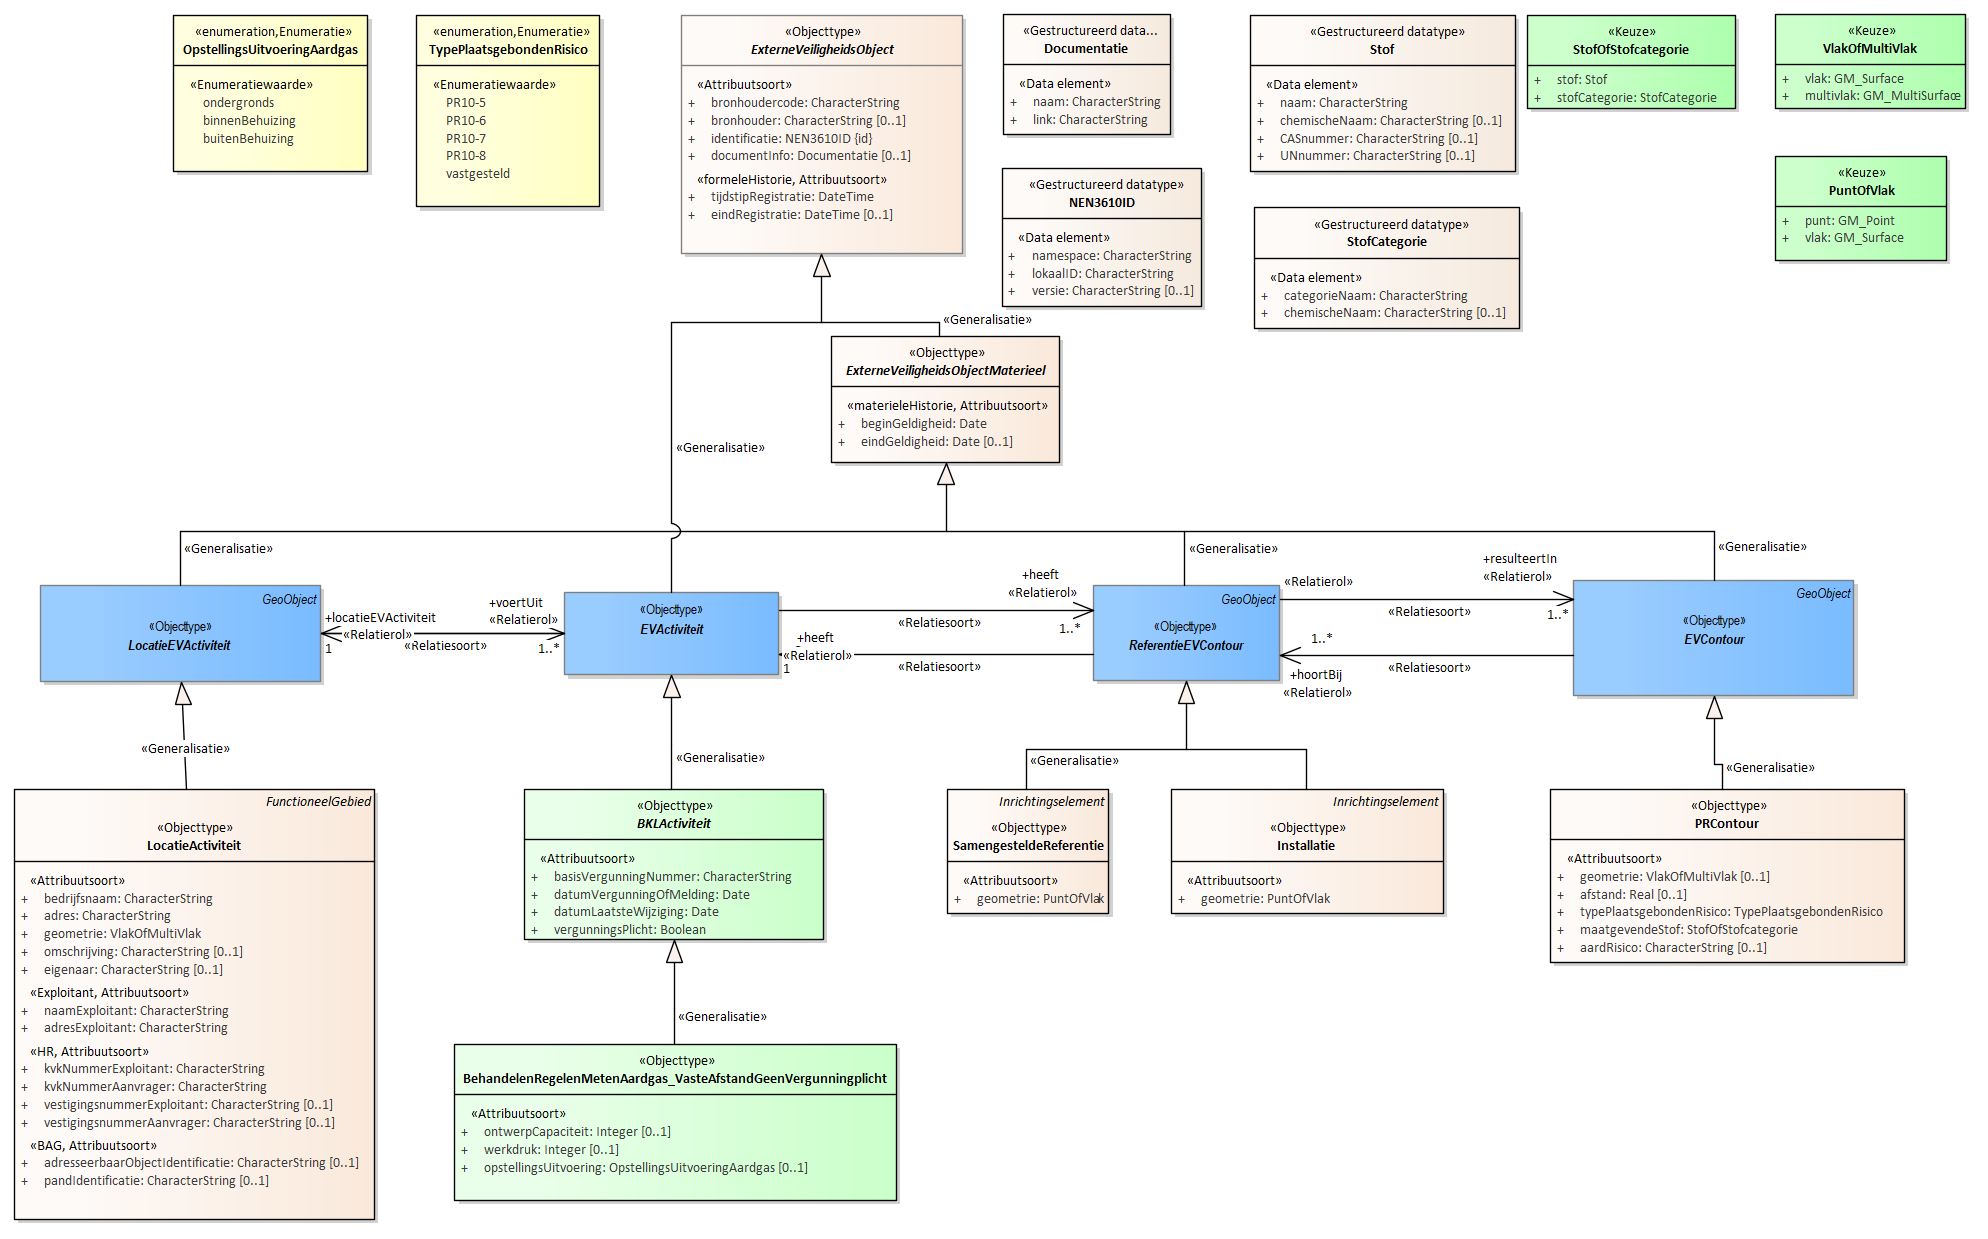 «enumeration,Enumeratie»
OpstellingsUitvoeringAardgas
«Enumeratiewaarde»
ondergronds
binnenBehuizing
buitenBehuizing
«enumeration,Enumeratie»
TypePlaatsgebondenRisico
«Enumeratiewaarde»
PR10-5
PR10-6
PR10-7
PR10-8
vastgesteld
«Objecttype»
ExterneVeiligheidsObject
«Attribuutsoort»
+ bronhoudercode: CharacterString
+ bronhouder: CharacterString [0..1]
+ identificatie: NEN3610ID {id}
+ documentInfo: Documentatie [0..1]
«formeleHistorie, Attribuutsoort»
+ tijdstipRegistratie: DateTime
+ eindRegistratie: DateTime [0..1]
«Gestructureerd data...
Documentatie
«Data element»
+ naam: CharacterString
+ link: CharacterString
«Gestructureerd datatype»
NEN3610ID
«Data element»
+ namespace: CharacterString
+ lokaalID: CharacterString
+ versie: CharacterString [0..1]
«Gestructureerd datatype»
Stof
«Data element»
+ naam: CharacterString
+ chemischeNaam: CharacterString [0..1]
+ CASnummer: CharacterString [0..1]
+ UNnummer: CharacterString [0..1]
«Gestructureerd datatype»
StofCategorie
«Data element»
+ categorieNaam: CharacterString
+ chemischeNaam: CharacterString [0..1]
«Keuze»
StofOfStofcategorie
+ stof: Stof
+ stofCategorie: StofCategorie
«Keuze»
VlakOfMultiVlak
+ vlak: GM_Surface
+ multivlak: GM_MultiSurface
«Keuze»
PuntOfVlak
+ punt: GM_Point
+ vlak: GM_Surface
«Generalisatie»
«Objecttype»
ExterneVeiligheidsObjectMaterieel
«materieleHistorie, Attribuutsoort»
+ beginGeldigheid: Date
+ eindGeldigheid: Date [0..1]
«Generalisatie»
«Generalisatie»
«Generalisatie»
«Generalisatie»
GeoObject
«Objecttype»
LocatieEVActiviteit
+locatieEVActiviteit
«Relatierol»
1
«Relatiesoort»
+voertUit
«Relatierol»
1..*
«Objecttype»
EVActiviteit
+heeft
«Relatierol»
1..*
«Relatiesoort»
+heeft
«Relatierol»
1
«Relatiesoort»
GeoObject
«Objecttype»
ReferentieEVContour
«Relatierol»
«Relatiesoort»
+resulteertIn
«Relatierol»
1..*
1..*
+hoortBij
«Relatierol»
«Relatiesoort»
GeoObject
«Objecttype»
EVContour
«Generalisatie»
«Generalisatie»
«Generalisatie»
«Generalisatie»
FunctioneelGebied
«Objecttype»
LocatieActiviteit
«Attribuutsoort»
+ bedrijfsnaam: CharacterString
+ adres: CharacterString
+ geometrie: VlakOfMultiVlak
+ omschrijving: CharacterString [0..1]
+ eigenaar: CharacterString [0..1]
«Exploitant, Attribuutsoort»
+ naamExploitant: CharacterString
+ adresExploitant: CharacterString
«HR, Attribuutsoort»
+ kvkNummerExploitant: CharacterString
+ kvkNummerAanvrager: CharacterString
+ vestigingsnummerExploitant: CharacterString [0..1]
+ vestigingsnummerAanvrager: CharacterString [0..1]
«BAG, Attribuutsoort»
+ adresseerbaarObjectIdentificatie: CharacterString [0..1]
+ pandIdentificatie: CharacterString [0..1]
«Objecttype»
BKLActiviteit
«Attribuutsoort»
+ basisVergunningNummer: CharacterString
+ datumVergunningOfMelding: Date
+ datumLaatsteWijziging: Date
+ vergunningsPlicht: Boolean
«Generalisatie»
«Objecttype»
BehandelenRegelenMetenAardgas_VasteAfstandGeenVergunningplicht
«Attribuutsoort»
+ ontwerpCapaciteit: Integer [0..1]
+ werkdruk: Integer [0..1]
+ opstellingsUitvoering: OpstellingsUitvoeringAardgas [0..1]
Inrichtingselement
«Objecttype»
SamengesteldeReferentie
«Attribuutsoort»
+ geometrie: PuntOfVlak
Inrichtingselement
«Objecttype»
Installatie
«Attribuutsoort»
+ geometrie: PuntOfVlak
«Objecttype»
PRContour
«Attribuutsoort»
+ geometrie: VlakOfMultiVlak [0..1]
+ afstand: Real [0..1]
+ typePlaatsgebondenRisico: TypePlaatsgebondenRisico
+ maatgevendeStof: StofOfStofcategorie
+ aardRisico: CharacterString [0..1]